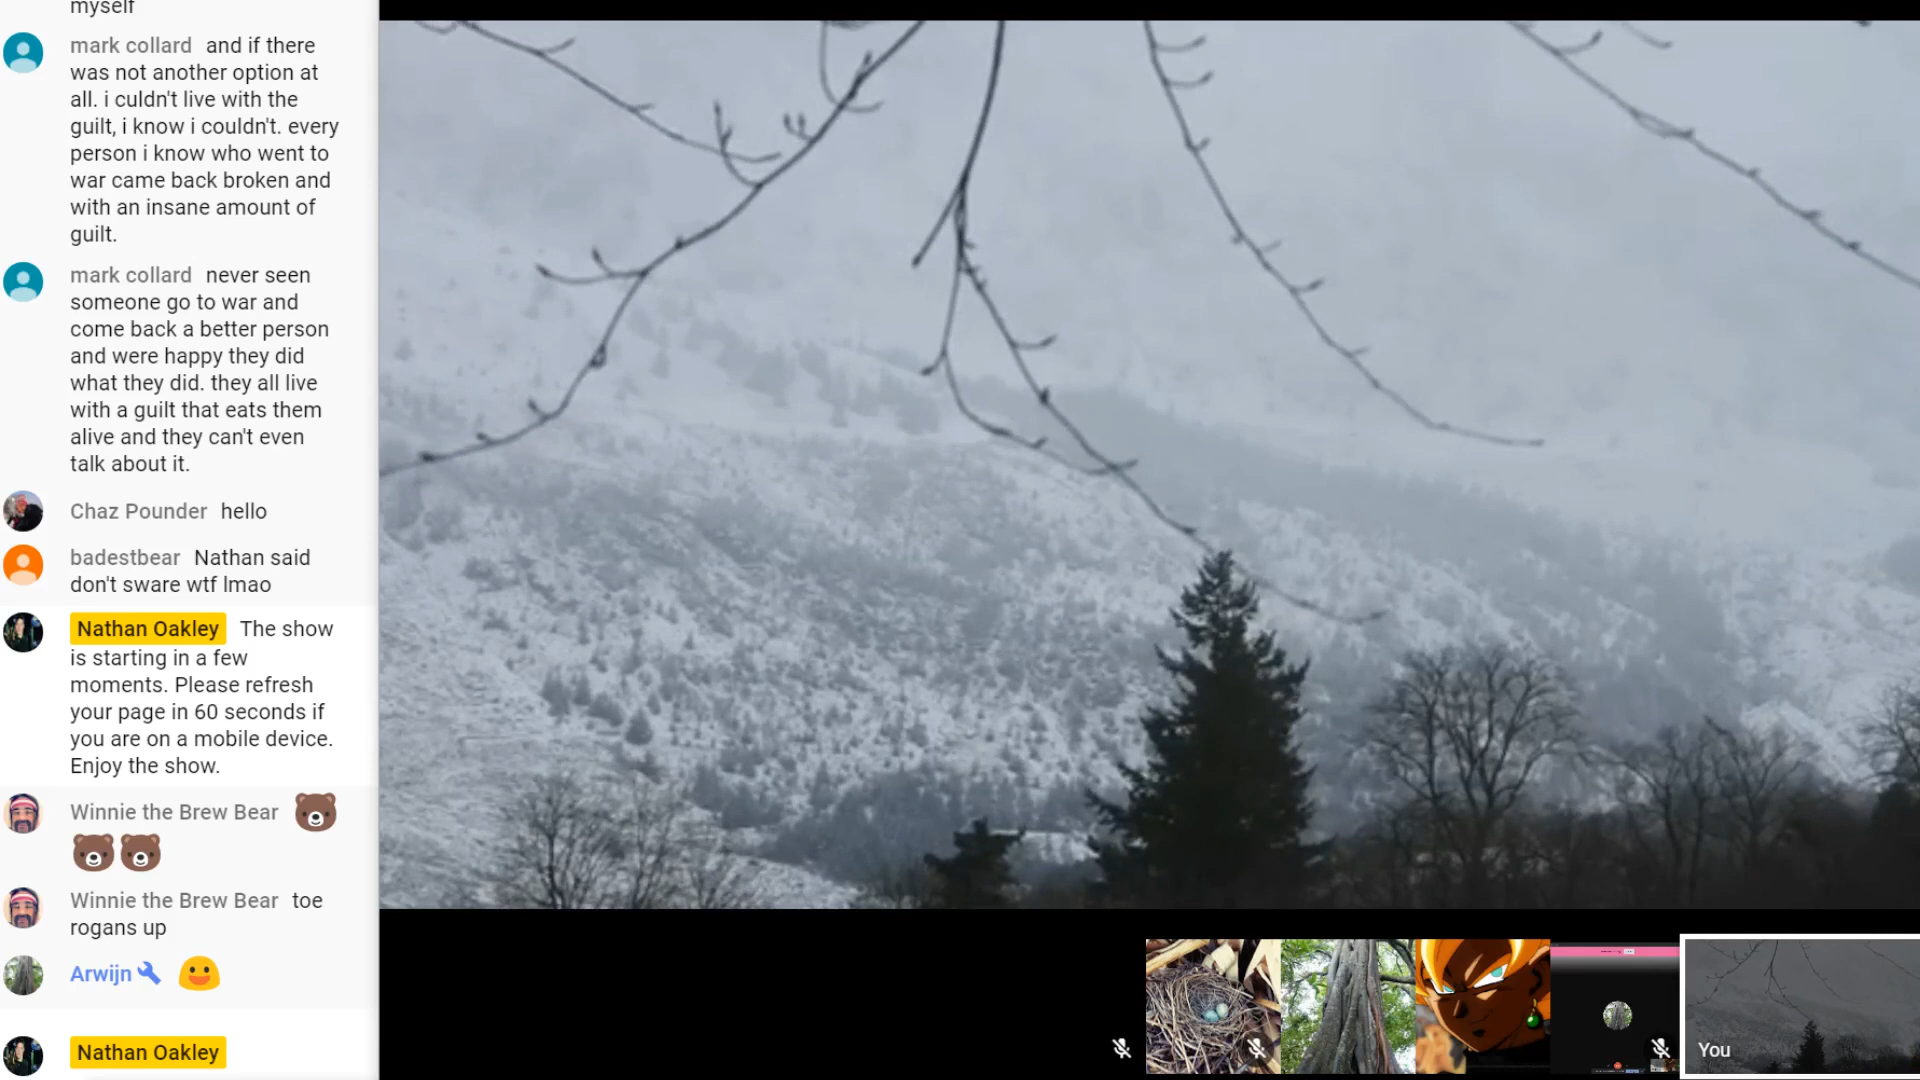 myself
mark collard and if there
was not another option at
all. i culdn't live with the
guilt, i know i couldn't. every
person i know who went to
war came back broken and
with an insane amount of
guilt.
mark collard never seen
someone go to war and
come back a better person
and were happy they did
what they did. they all live
with a guilt that eats them
alive and they can't even
talk about it.
Chaz Pounder hello
badestbear Nathan said
don't sware wtf lmao
Nathan Oakley The show
is starting in a few
moments. Please refresh
your page in 60 seconds if
you are on a mobile device.
Enjoy the show.
Winnie the Brew Bear
Winnie the Brew Bear toe
rogans up
Arwijn
Nathan Oakley
You